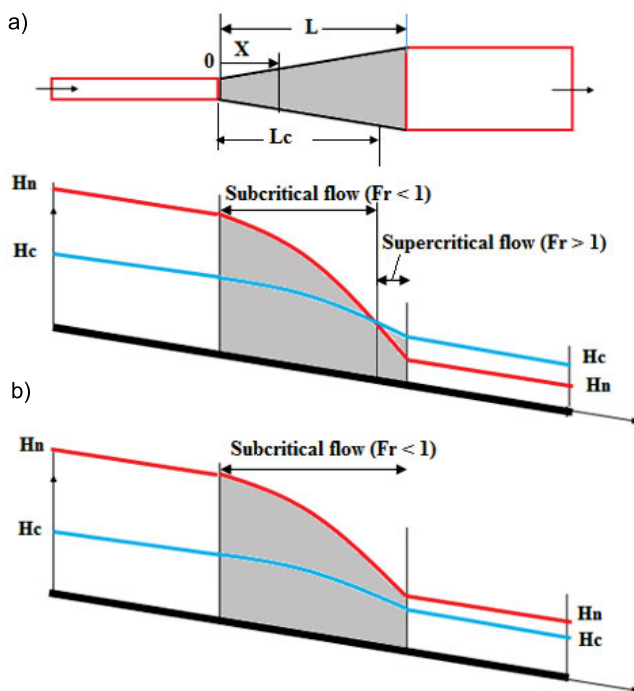 a)
L
0
X
Lc
Hn
Subcritical flow (Fr < 1)
Supercritical flow (Fr > 1)
Hc
Hc
Hn
b)
Hn
Subcritical flow (Fr < 1)
Hc
Hn
Hc